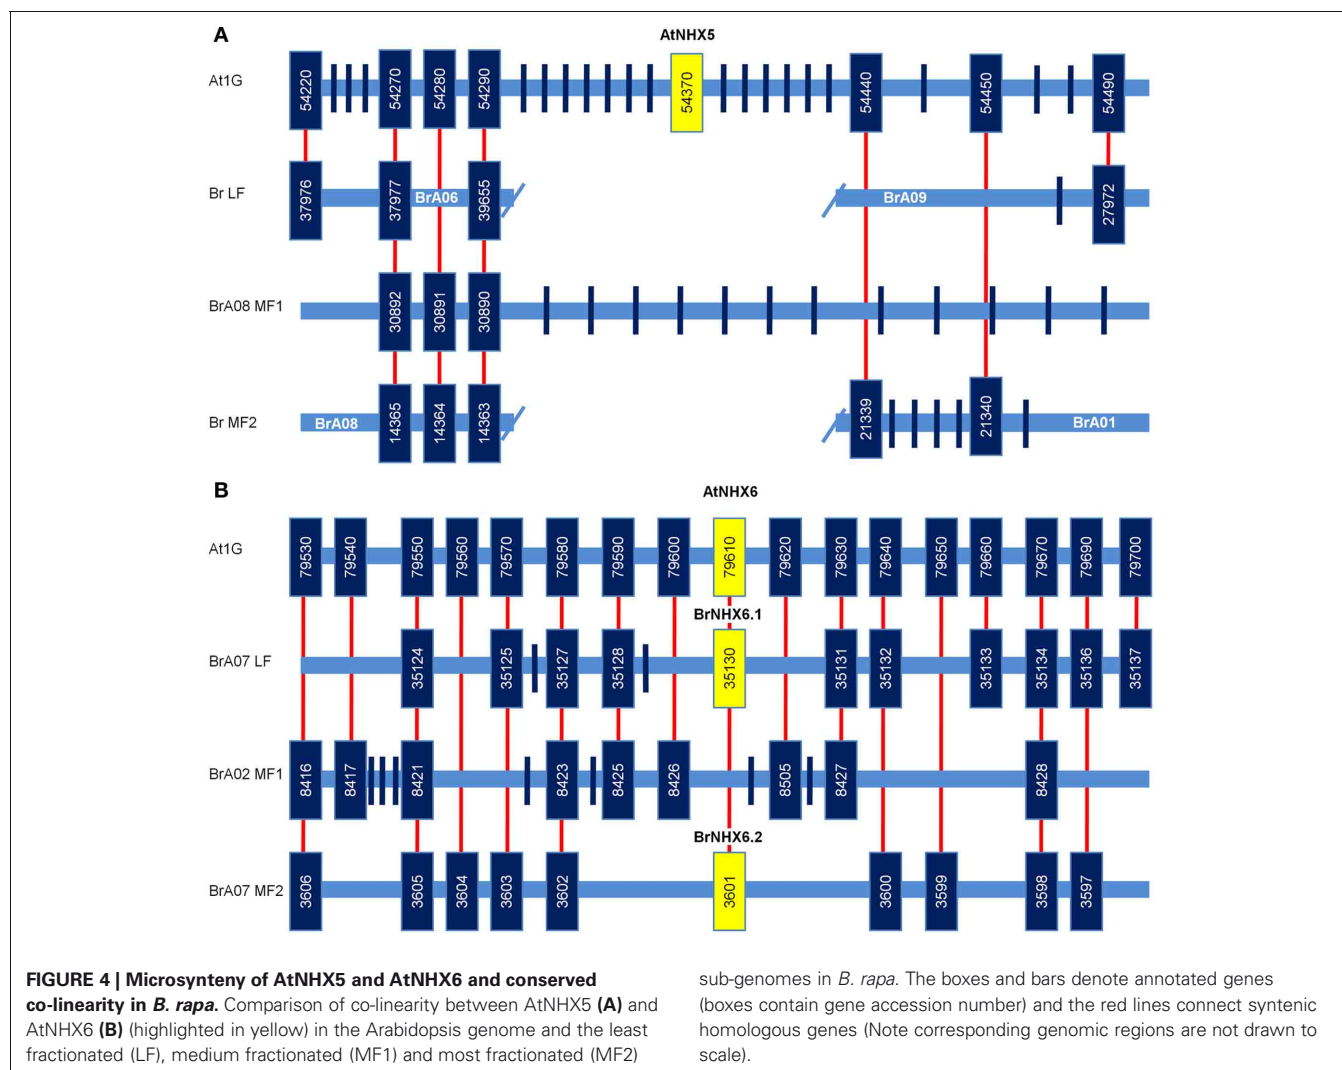 A
AtNHX5
At1G
54220
54270
54280
54290
54370
54440
54450
54490
Br LF
37976
37977
BrA06
39655
BrA09
27972
BrA08 MF1
30892
30891
30890
Br MF2
BrA08
14365
14364
14363
21339
21340
BrA01
B
AtNHX6
At1G
79530
79540
79550
79560
79570
79580
79590
79600
79610
79620
79630
79640
79650
79660
79670
79690
79700
BrNHX6.1
BrA07 LF
35124
35125
35127
35128
35130
35131
35132
35133
35134
35136
35137
BrA02 MF1
8416
8417
8421
8423
8425
8426
8505
8427
8428
BrNHX6.2
BrA07 MF2
3606
3605
3604
3603
3602
3601
3600
3599
3598
3597
FIGURE 4 | Microsynteny of AtNHX5 and AtNHX6 and conserved
co-linearity in B. rapa. Comparison of co-linearity between AtNHX5 (A) and
AtNHX6 (B) (highlighted in yellow) in the Arabidopsis genome and the least
fractionated (LF), medium fractionated (MF1) and most fractionated (MF2)
sub-genomes in B. rapa. The boxes and bars denote annotated genes
(boxes contain gene accession number) and the red lines connect syntenic
homologous genes (Note corresponding genomic regions are not drawn to
scale).